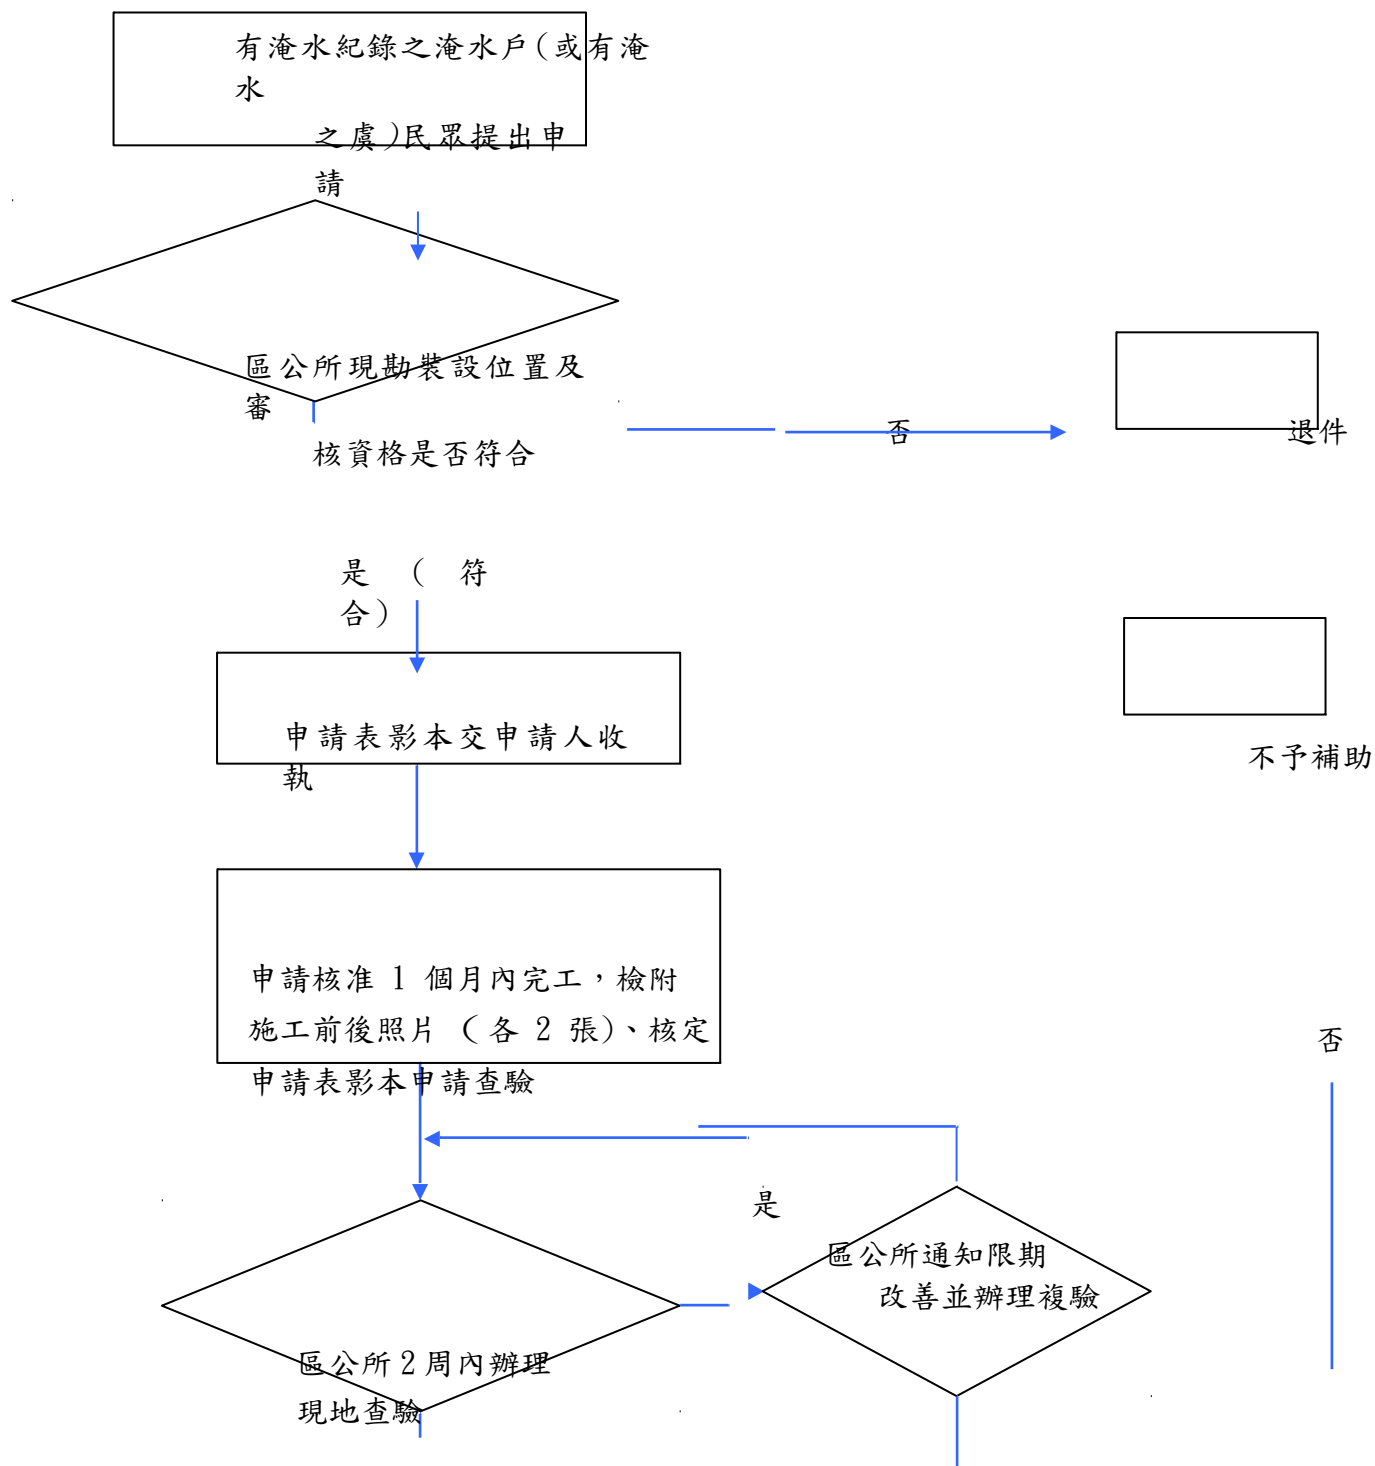 有淹水紀錄之淹水戶(或有淹
水
之虞)民眾提出申
請
區公所現勘裝設位置及
審
核資格是否符合
否
退件
是 ( 符
合)
申請表影本交申請人收
執
不予補助
申請核准 1 個月內完工，檢附
施工前後照片 (各 2 張)、核定
申請表影本申請查驗
否
是
區公所通知限期
改善並辦理複驗
區公所2周內辦理
現地查驗